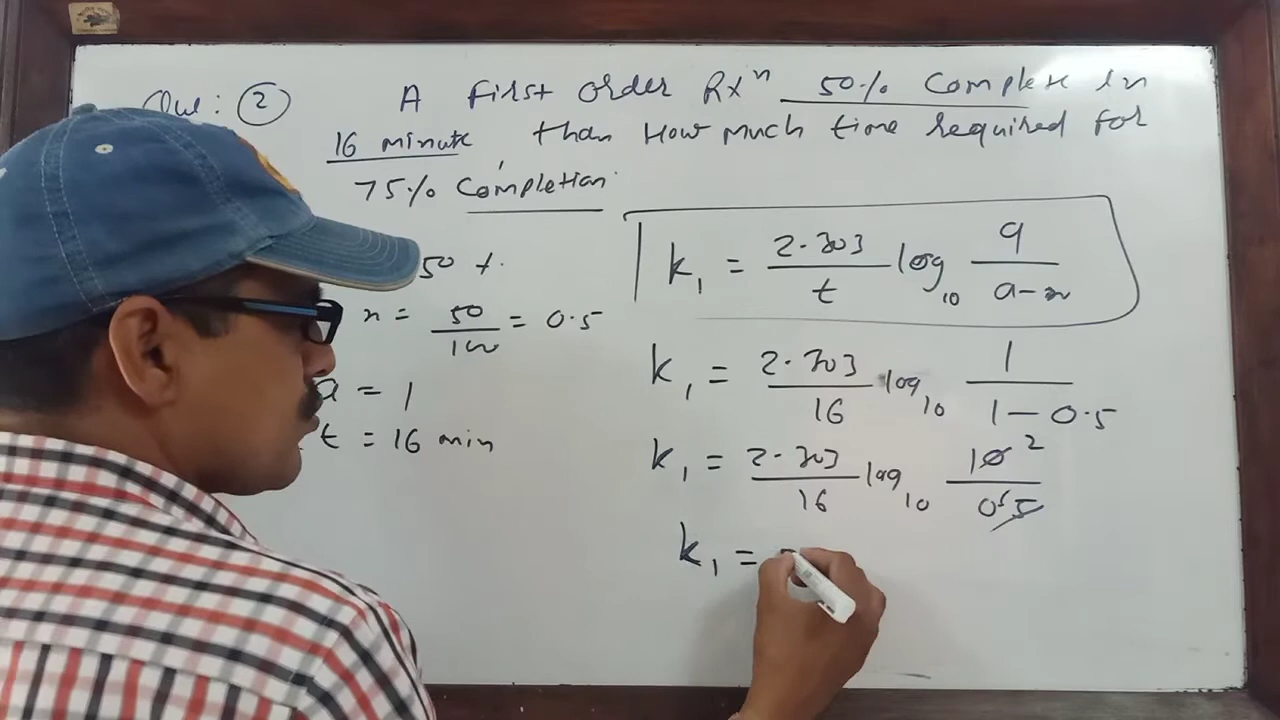 Que: 2 A First order Rxⁿ 50% Complete in
16 minute, than How much time required for
75% Completion.
50 %.
x = 50/100 = 0.5
a = 1
t = 16 min
k₁ = 2.303/t log₁₀ a/a-x
k₁ = 2.303/16 log₁₀ 1/1-0.5
k₁ = 2.303/16 log₁₀ 10 2/0.5
k₁ =